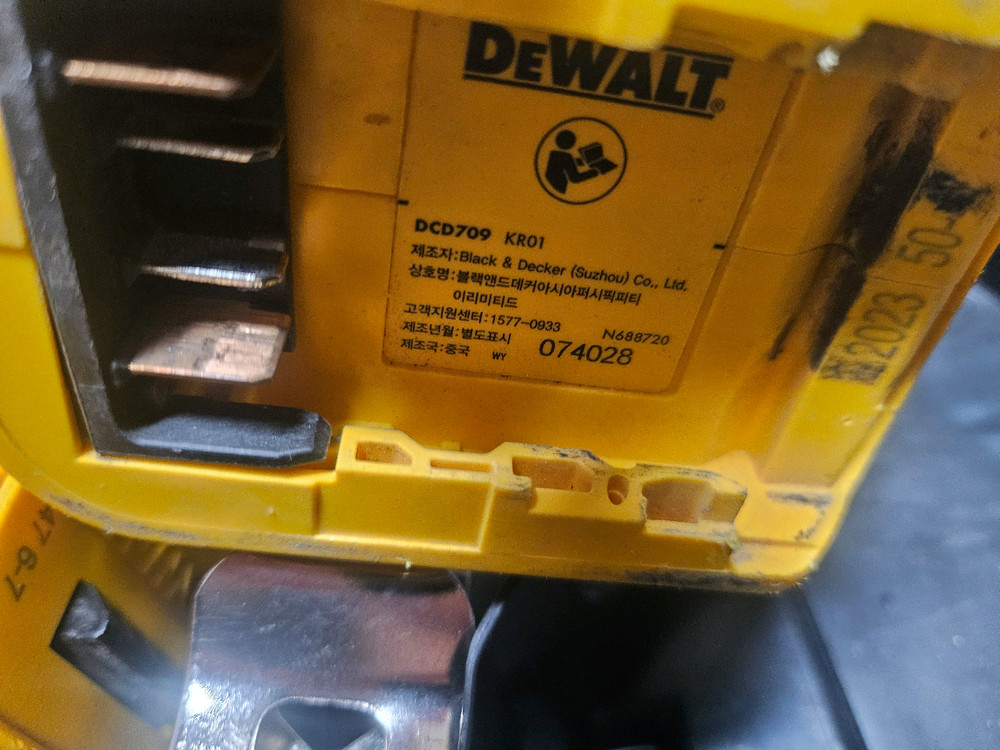 DEWALT®
DCD709 KR01
제조자:Black & Decker (Suzhou) Co., Ltd.
상호명:블랙앤드데커아시아퍼시픽피티
이리미티드
고객지원센터:1577-0933
N688720
제조년월:별도표시
074028
제조국:중국 WY
2023 50-
47 6-7